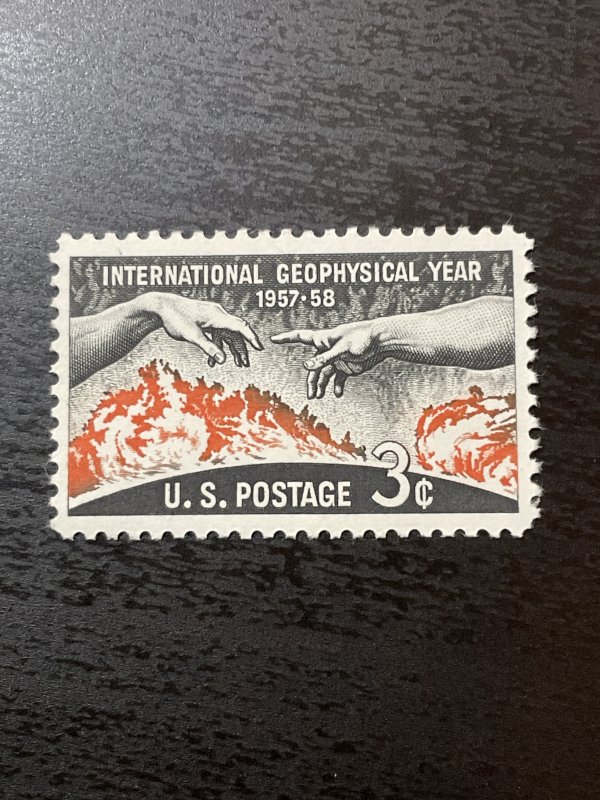 INTERNATIONAL GEOPHYSICAL YEAR
1957·58
U. S. POSTAGE 3¢